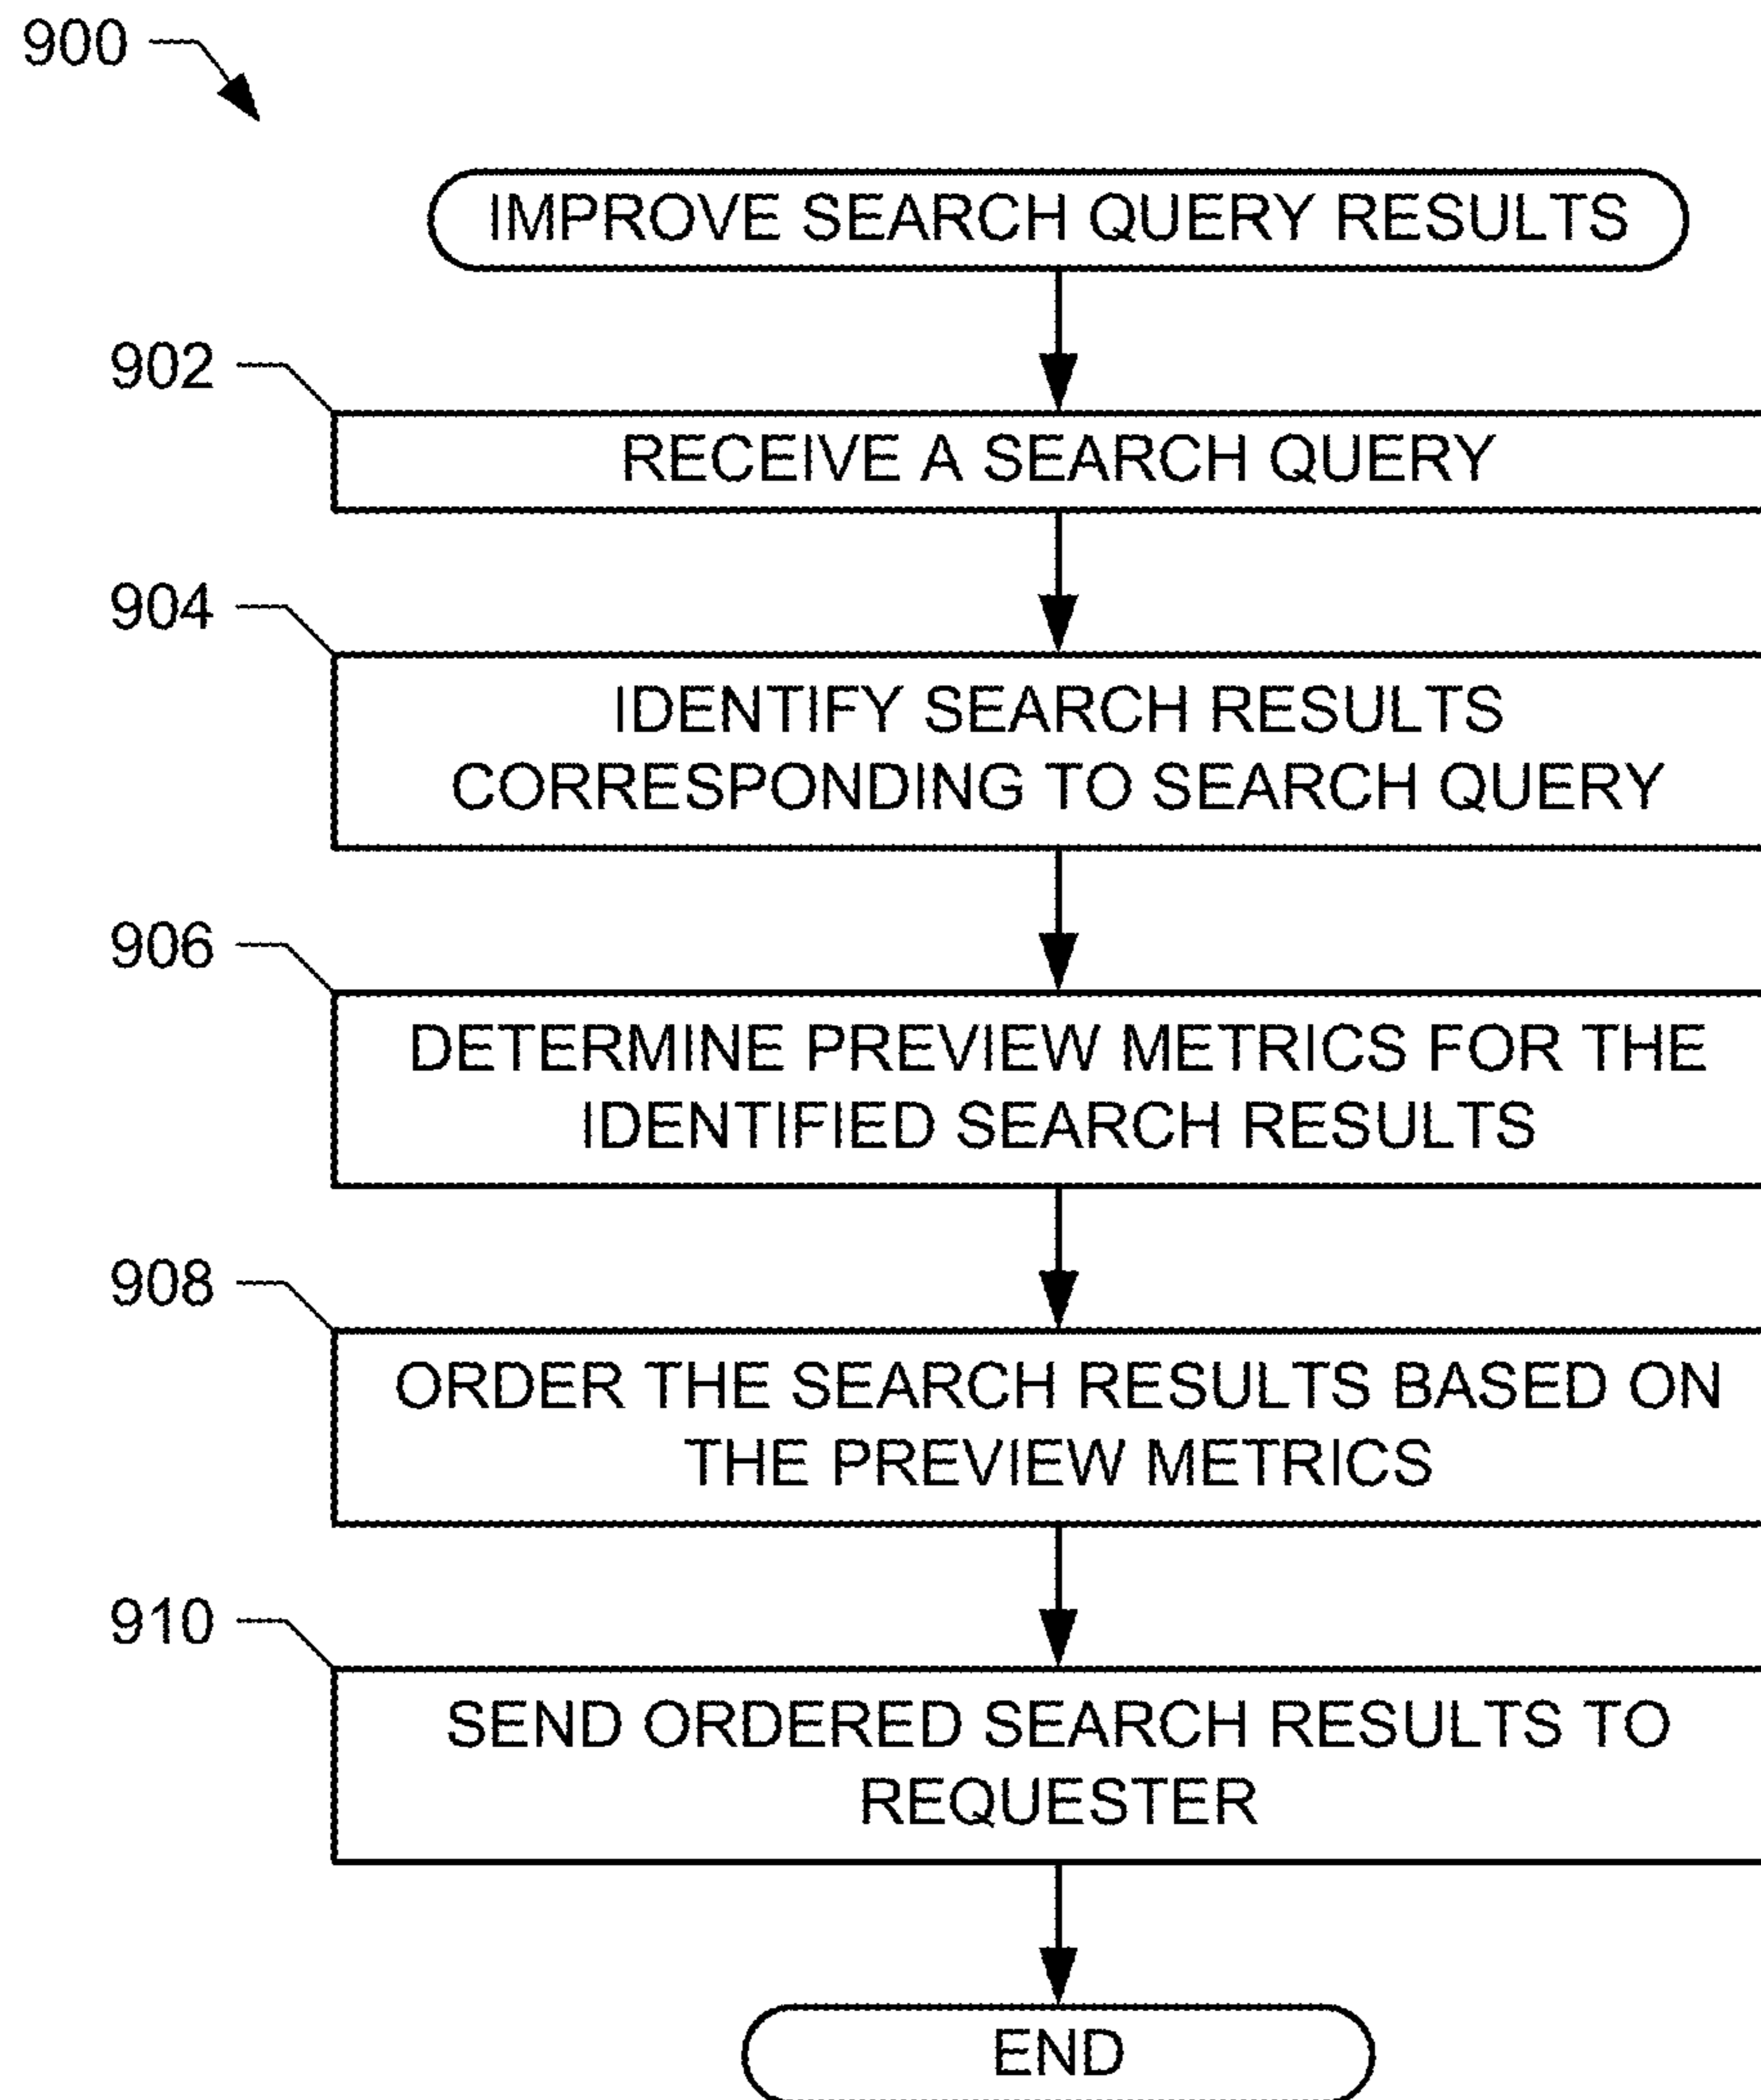 900
IMPROVE SEARCH QUERY RESULTS
902
RECEIVE A SEARCH QUERY
904
IDENTIFY SEARCH RESULTS
CORRESPONDING TO SEARCH QUERY
906
DETERMINE PREVIEW METRICS FOR THE
IDENTIFIED SEARCH RESULTS
908
ORDER THE SEARCH RESULTS BASED ON
THE PREVIEW METRICS
910
SEND ORDERED SEARCH RESULTS TO
REQUESTER
END